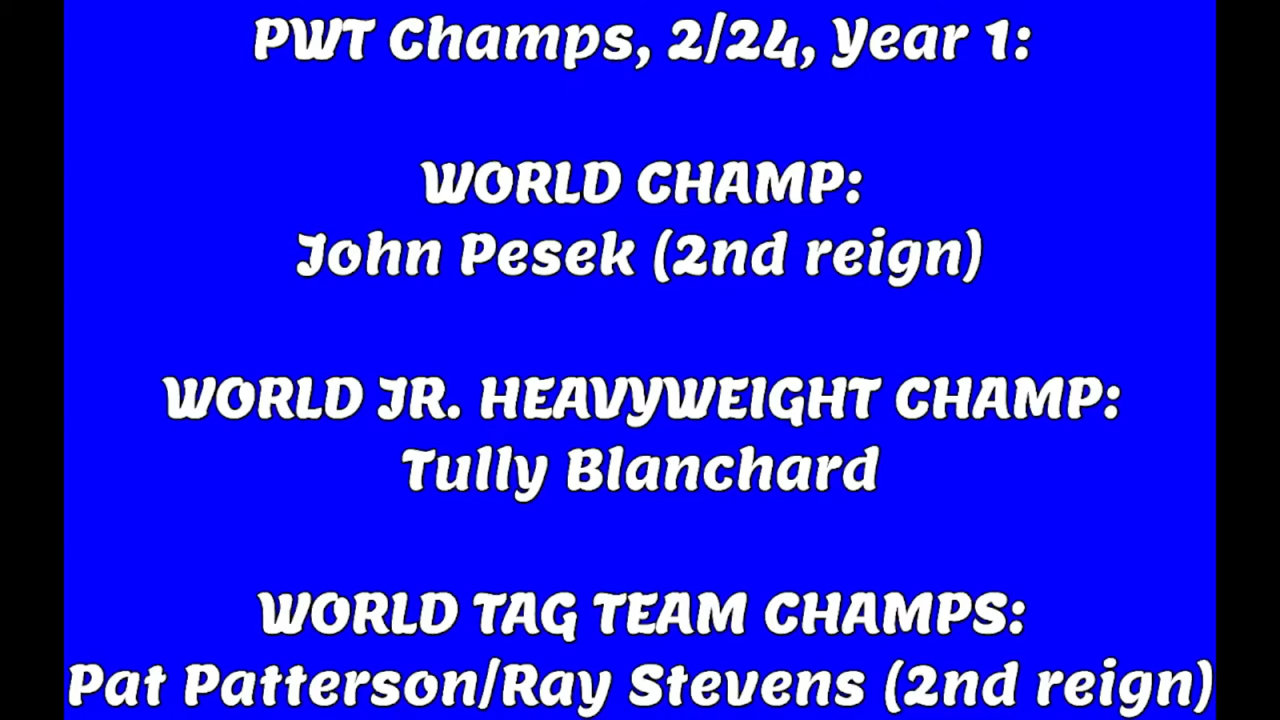 PWT Champs, 2/24, Year 1:
WORLD CHAMP:
John Pesek (2nd reign)
WORLD JR. HEAVYWEIGHT CHAMP:
Tully Blanchard
WORLD TAG TEAM CHAMPS:
Pat Patterson/Ray Stevens (2nd reign)